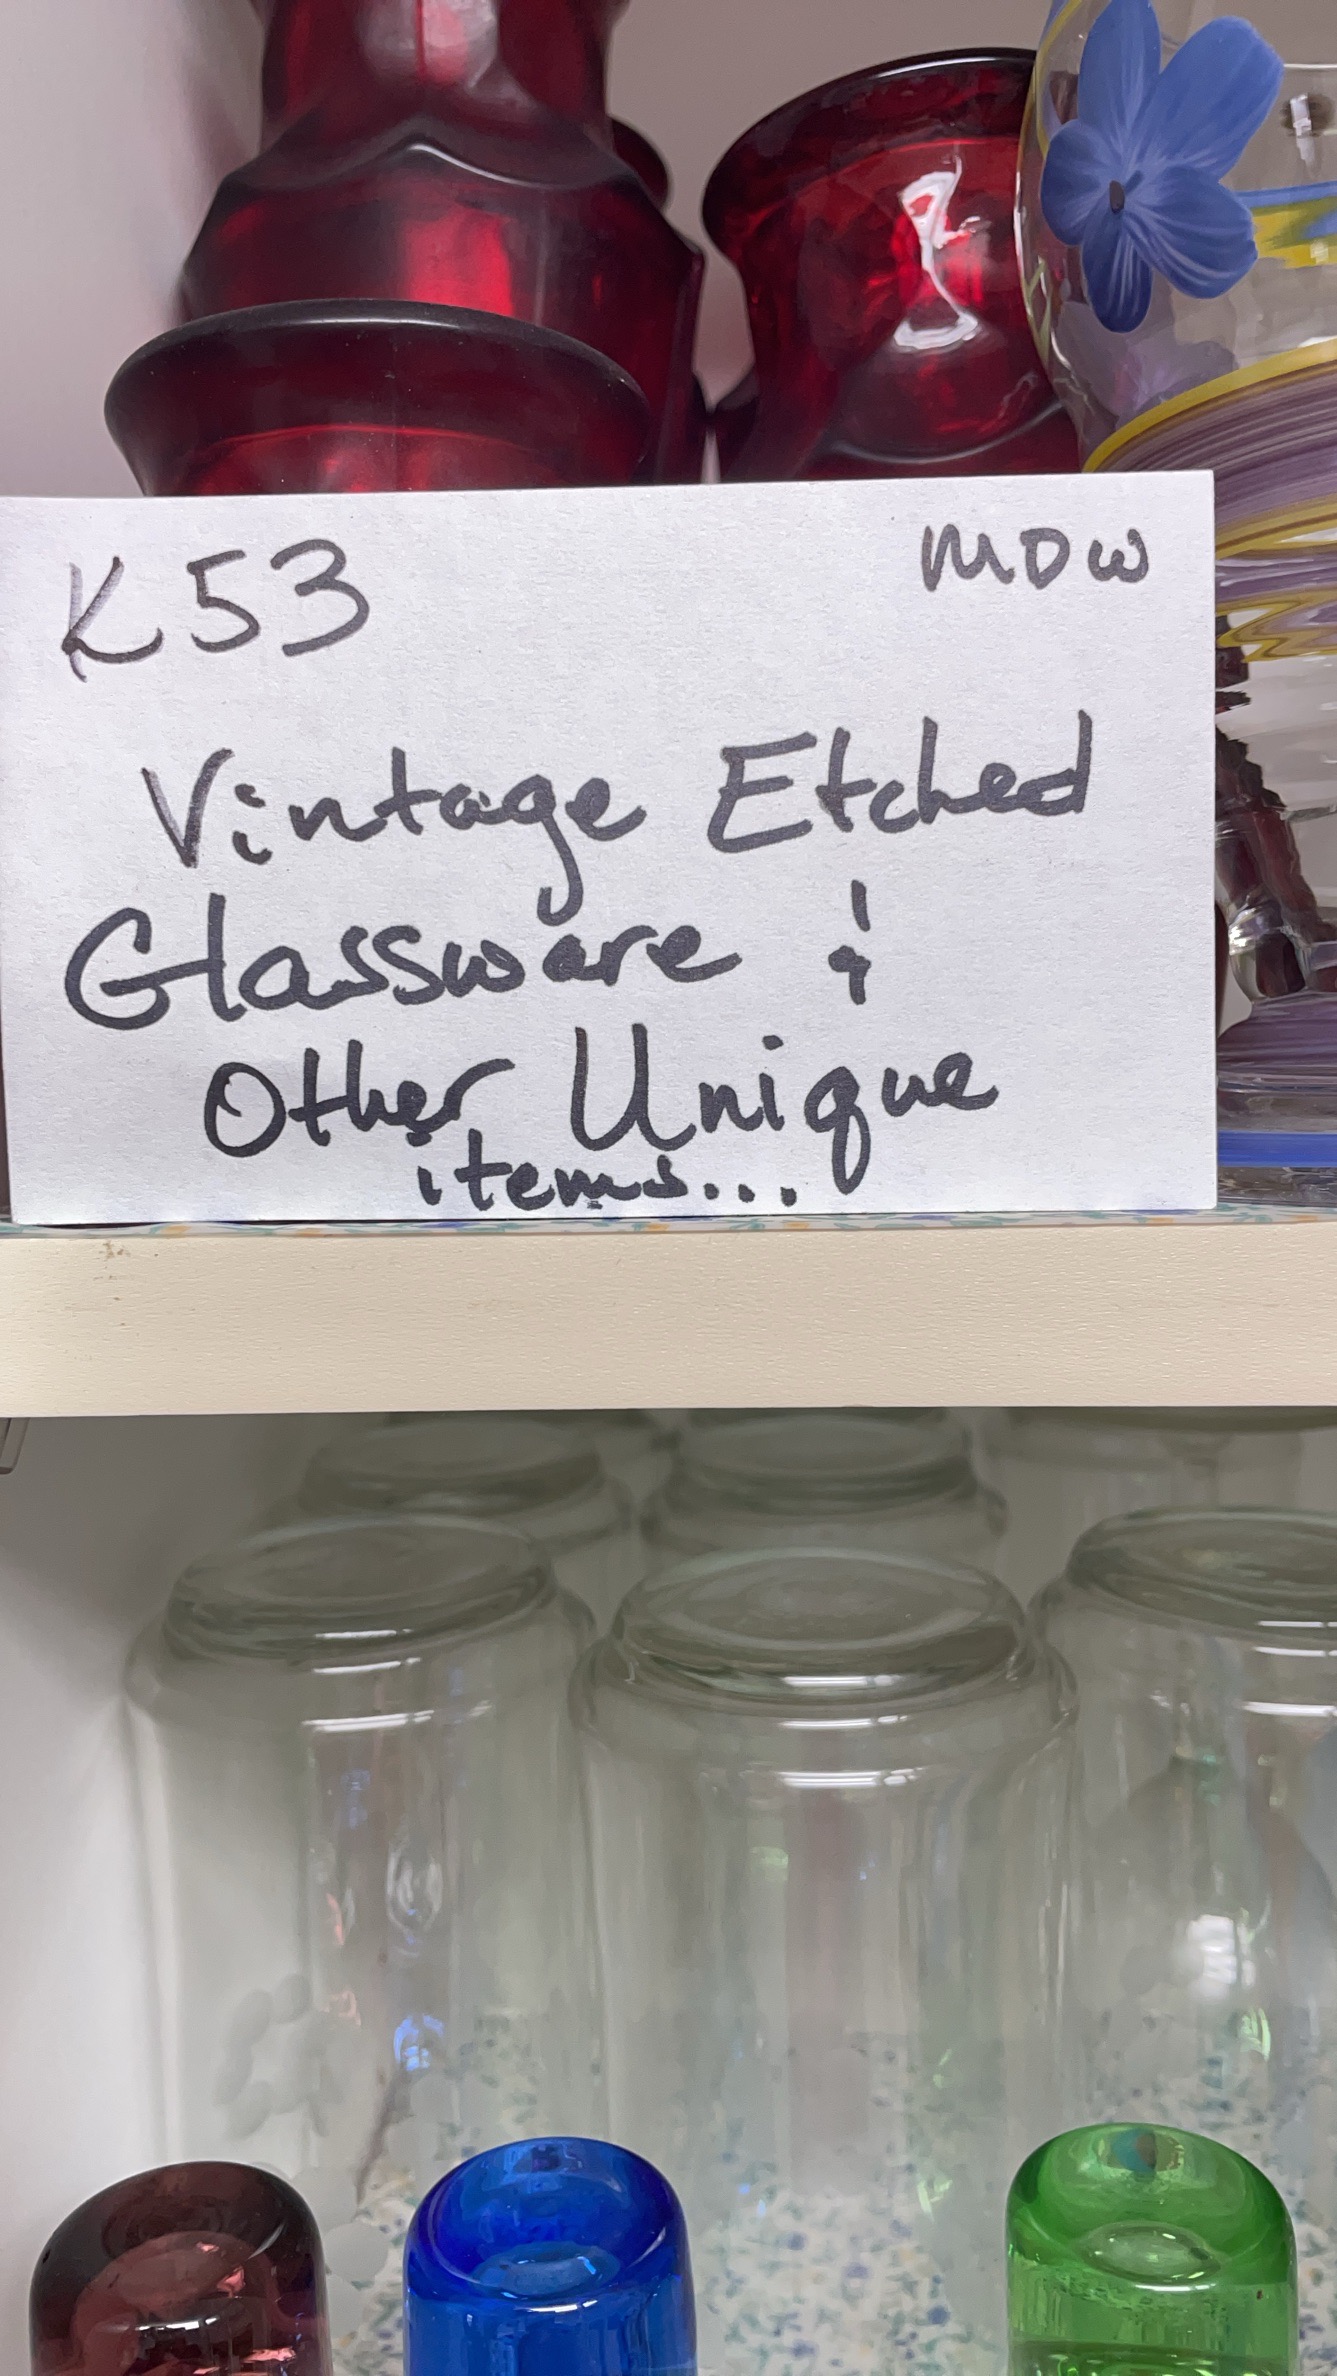 K53 MDW
Vintage Etched
Glassware &
Other Unique
items...